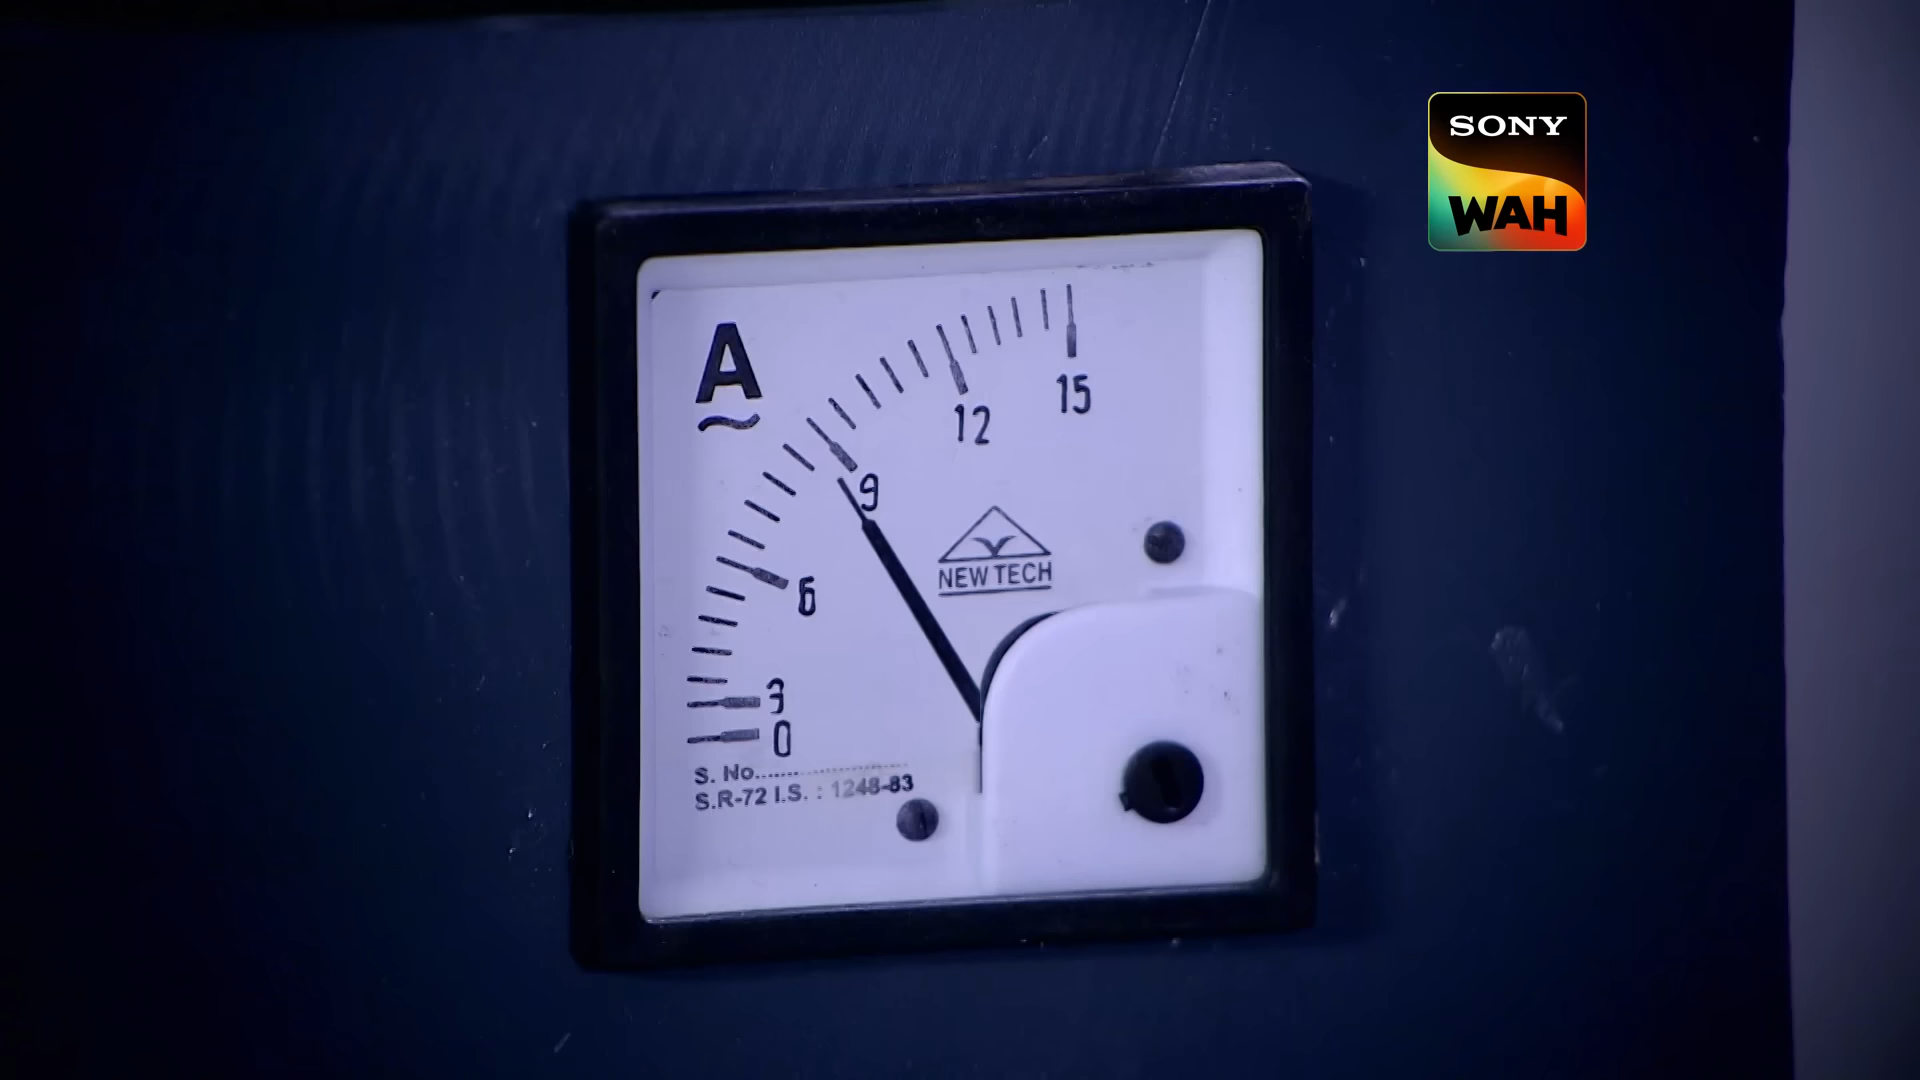 SONY
WAH
A
15
12
9
NEW TECH
6
3
0
S. No.................................
S.R-72 I.S. : 1248-83